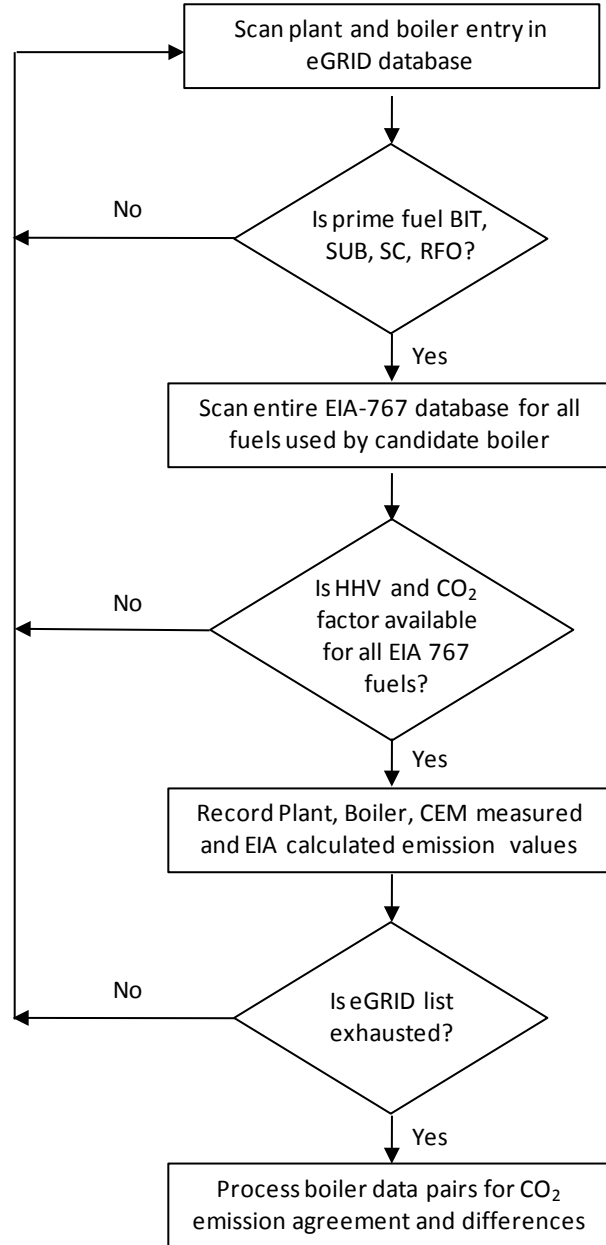 Scan plant and boiler entry in
eGRID database
No
Is prime fuel BIT,
SUB, SC, RFO?
Yes
Scan entire EIA-767 database for all
fuels used by candidate boiler
No
Is HHV and CO₂
factor available
for all EIA 767
fuels?
Yes
Record Plant, Boiler, CEM measured
and EIA calculated emission values
No
Is eGRID list
exhausted?
Yes
Process boiler data pairs for CO₂
emission agreement and differences